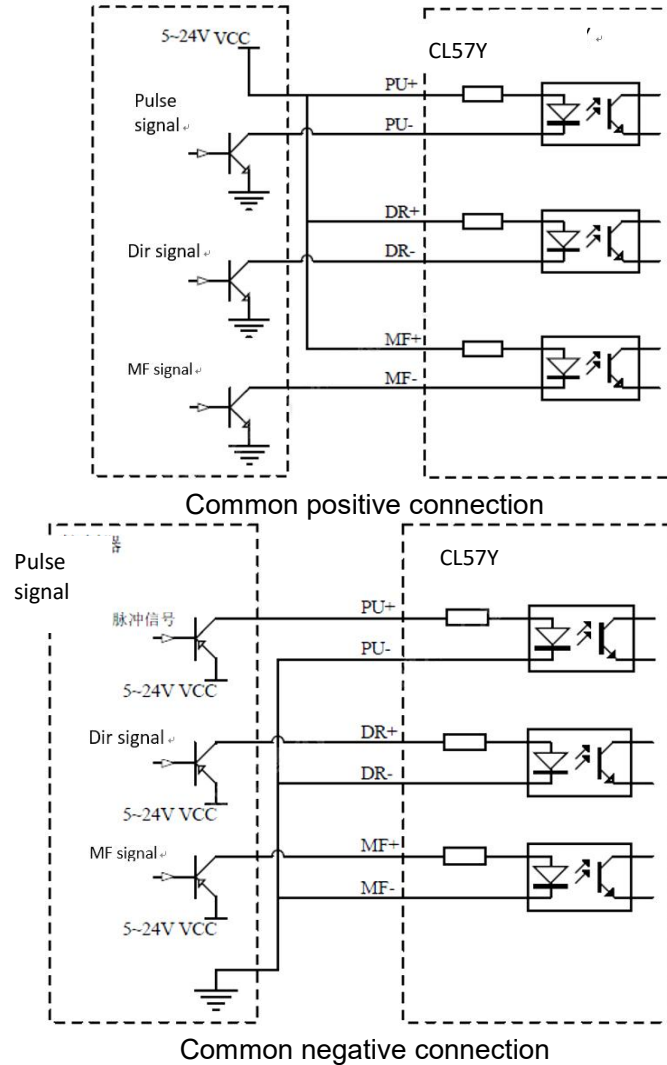 5~24V VCC
CL57Y
PU+
Pulse
signal
PU-
DR+
Dir signal
DR-
MF+
MF signal
MF-
Common positive connection
器
Pulse
signal
CL57Y
PU+
脉冲信号
PU-
5~24V VCC
Dir signal
DR+
DR-
5~24V VCC
MF signal
MF+
MF-
5~24V VCC
Common negative connection